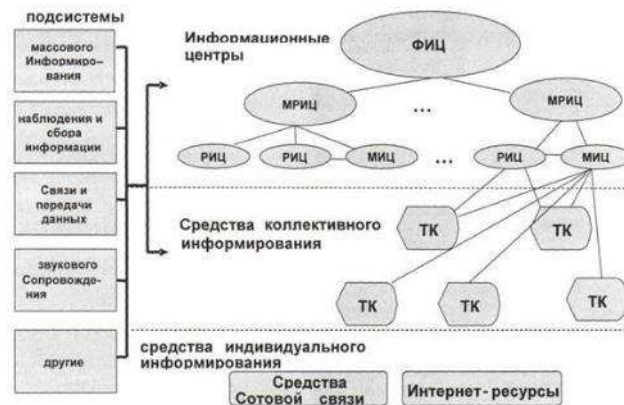 подсистемы
массового
Информиро-
вания
наблюдения и
сбора
информации
Связи и
передачи
данных
звукового
Сопровожде-
ния
другие
Информационные
центры
ФИЦ
МРИЦ
...
МРИЦ
РИЦ
РИЦ
МИЦ
...
РИЦ
МИЦ
Средства коллективного
информирования
ТК
ТК
ТК
ТК
ТК
средства индивидуального
информирования
Средства
Сотовой связи
Интернет-ресурсы